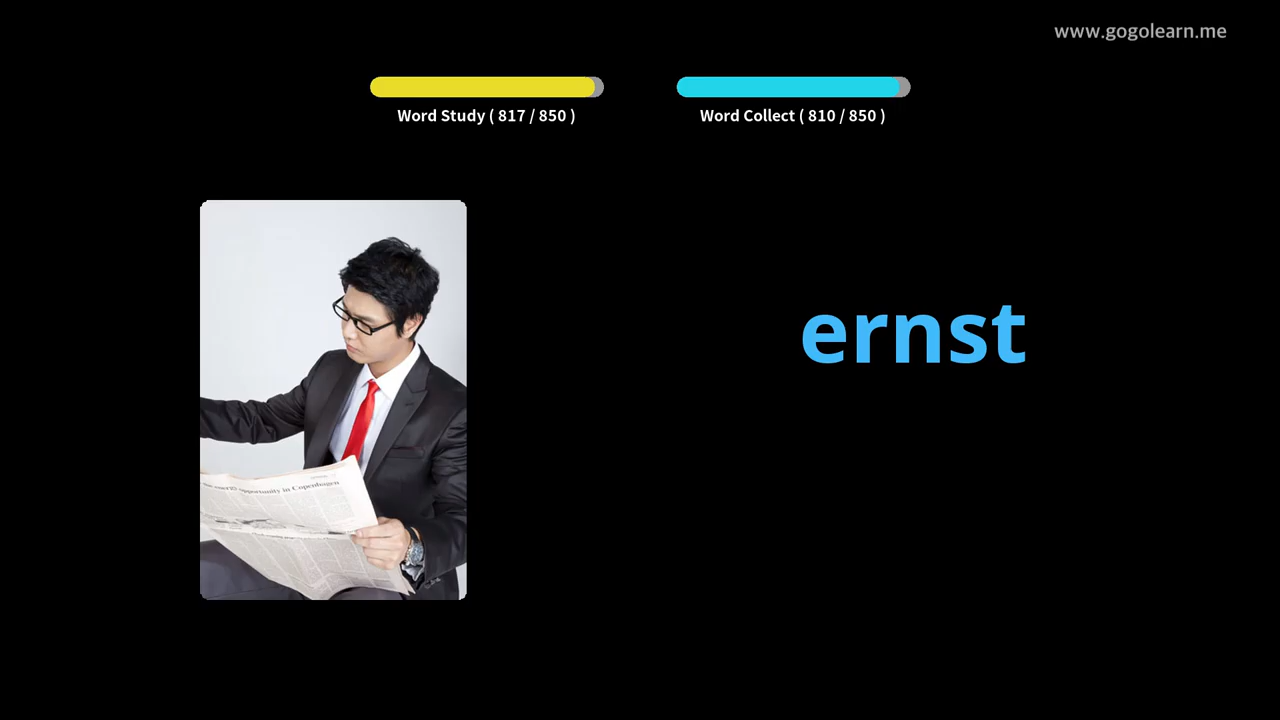 www.gogolearn.me
Word Study ( 817 / 850 )
Word Collect ( 810 / 850 )
ernst
opportunity in Copenhagen